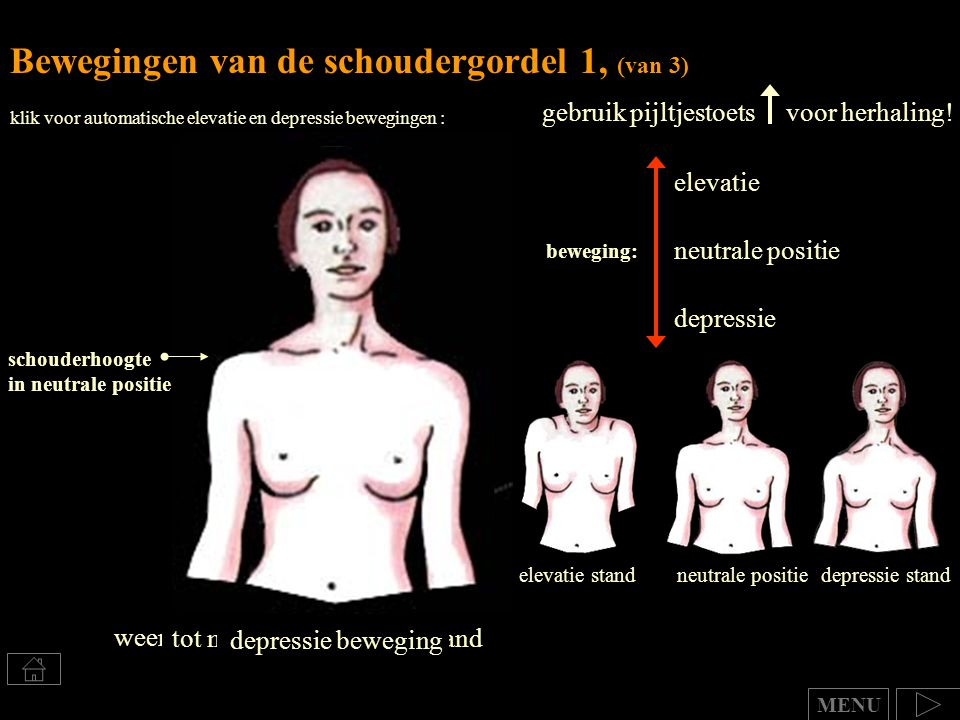 Bewegingen van de schoudergordel 1, (van 3)
klik voor automatische elevatie en depressie bewegingen :
gebruik pijltjestoets voor herhaling!
elevatie
beweging:
neutrale positie
depressie
schouderhoogte
in neutrale positie
elevatie stand neutrale positie depressie stand
tot depressie beweging
MENU